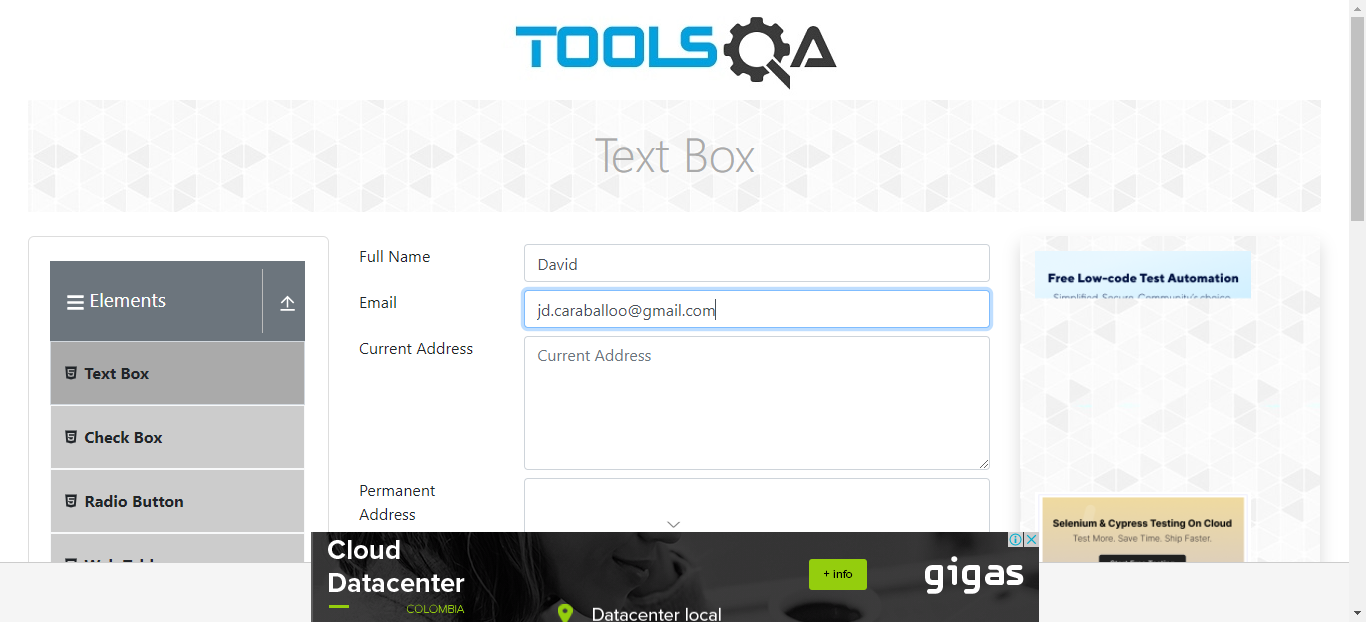 TOOLSQA
Text Box
Elements
Text Box
Check Box
Radio Button
Full Name
David
Email
jd.caraballoo@gmail.com
Current Address
Current Address
Permanent
Address
Free Low-code Test Automation
Simplified. Secure. Community's choice
Selenium & Cypress Testing On Cloud
Test More. Save Time. Ship Faster.
Cloud
Datacenter
COLOMBIA
Datacenter local
+ info
gigas